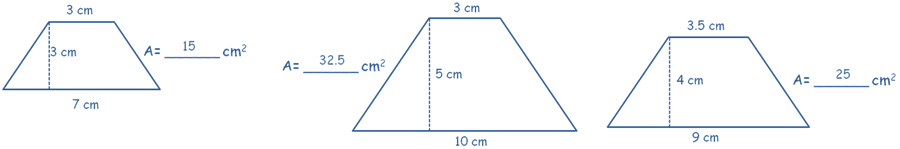 3 cm
3 cm
A= 15 cm²
7 cm
3 cm
A= 32.5 cm²
5 cm
10 cm
3.5 cm
4 cm
A= 25 cm²
9 cm